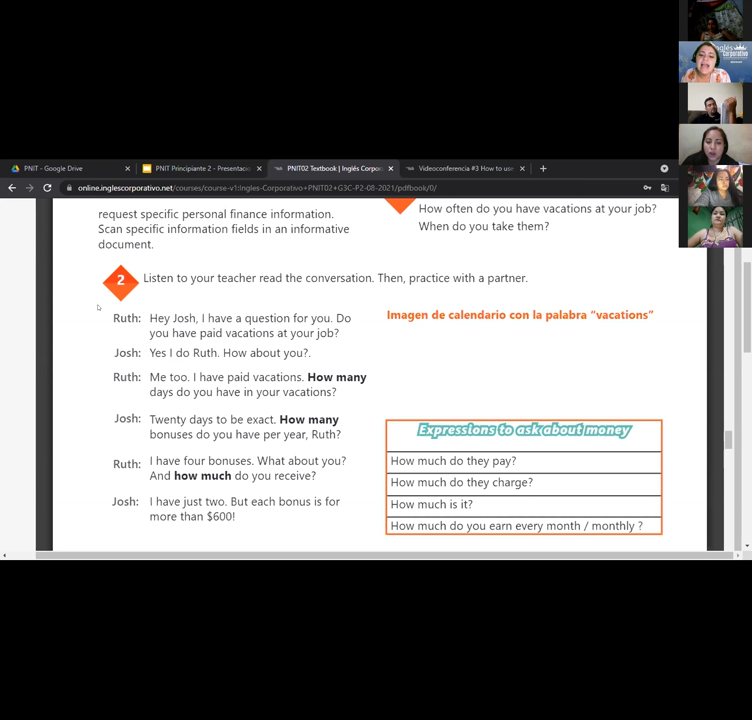 Inglés
Corporativo
PNIT - Google Drive
PNIT Principiante 2 - Presentacio
PNIT02 Textbook | Inglés Corpor
Videoconferencia #3 How to use
online.inglescorporativo.net/courses/course-v1:Ingles-Corporativo+PNIT02+G3C-P2-08-2021/pdfbook/0/
request specific personal finance information.
Scan specific information fields in an informative
document.
How often do you have vacations at your job?
When do you take them?
2
Listen to your teacher read the conversation. Then, practice with a partner.
Ruth: Hey Josh, I have a question for you. Do
you have paid vacations at your job?
Josh: Yes I do Ruth. How about you?.
Ruth: Me too. I have paid vacations. How many
days do you have in your vacations?
Josh: Twenty days to be exact. How many
bonuses do you have per year, Ruth?
Ruth: I have four bonuses. What about you?
And how much do you receive?
Josh: I have just two. But each bonus is for
more than $600!
Imagen de calendario con la palabra “vacations”
Expressions to ask about money
How much do they pay?
How much do they charge?
How much is it?
How much do you earn every month / monthly ?